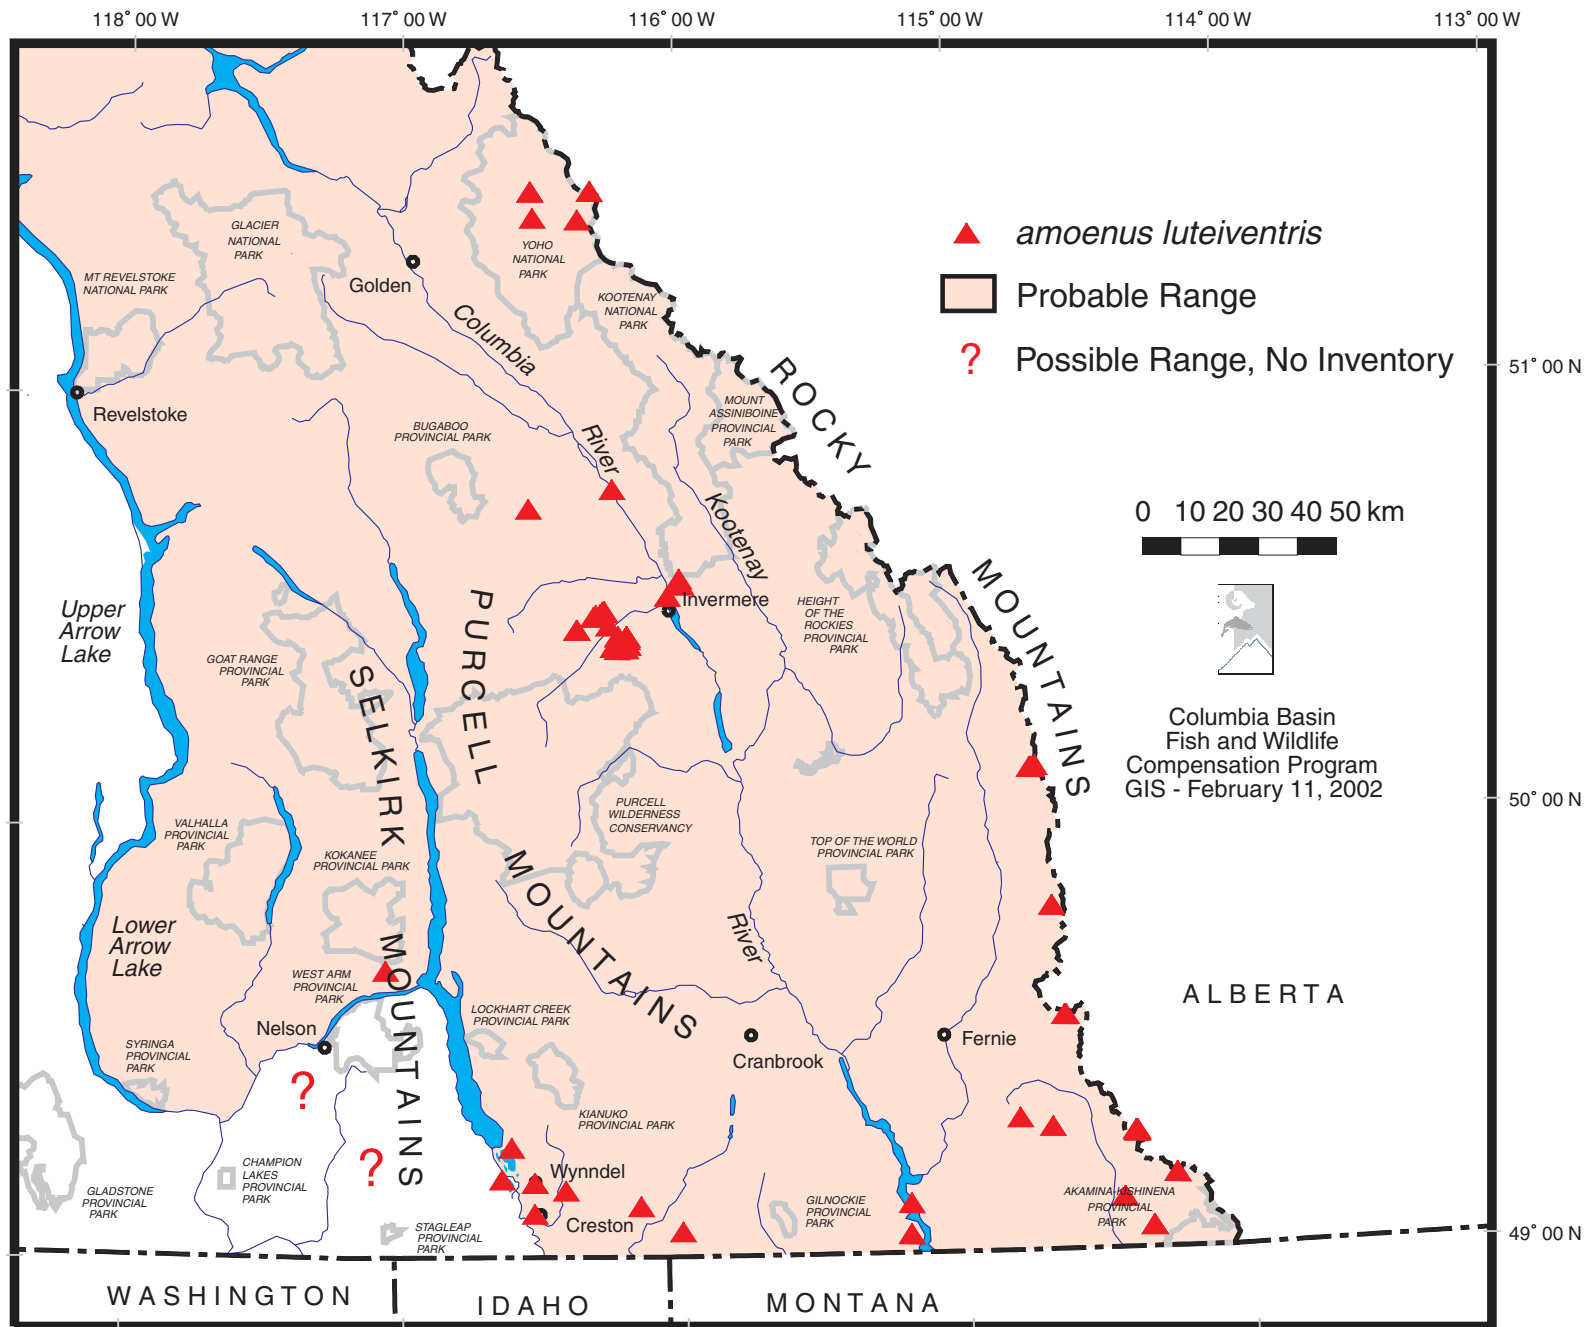 118° 00 W
117° 00 W
116° 00 W
115° 00 W
114° 00 W
113° 00 W
amoenus luteiventris
Probable Range
? Possible Range, No Inventory
51° 00 N
50° 00 N
49° 00 N
0 10 20 30 40 50 km
Columbia Basin
Fish and Wildlife
Compensation Program
GIS - February 11, 2002
GLACIER
NATIONAL
PARK
MT REVELSTOKE
NATIONAL PARK
YOHO
NATIONAL
PARK
KOOTENAY
NATIONAL
PARK
Golden
Columbia
River
Revelstoke
BUGABOO
PROVINCIAL PARK
MOUNT
ASSINIBOINE
PROVINCIAL
PARK
ROCKY
MOUNTAINS
Kootenay
River
Invermere
HEIGHT
OF THE
ROCKIES
PROVINCIAL
PARK
Upper
Arrow
Lake
GOAT RANGE
PROVINCIAL
PARK
SELKIRK
MOUNTAINS
PURCELL
MOUNTAINS
VALHALLA
PROVINCIAL
PARK
KOKANEE
PROVINCIAL PARK
PURCELL
WILDERNESS
CONSERVANCY
TOP OF THE WORLD
PROVINCIAL PARK
Lower
Arrow
Lake
WEST ARM
PROVINCIAL
PARK
Nelson
LOCKHART CREEK
PROVINCIAL PARK
Cranbrook
Fernie
ALBERTA
SYRINGA
PROVINCIAL
PARK
?
KIANUKO
PROVINCIAL PARK
?
CHAMPION
LAKES
PROVINCIAL
PARK
GLADSTONE
PROVINCIAL
PARK
STAGLEAP
PROVINCIAL
PARK
Wynndel
Creston
GILNOCKIE
PROVINCIAL
PARK
AKAMINA-KISHINENA
PROVINCIAL
PARK
WASHINGTON
IDAHO
MONTANA